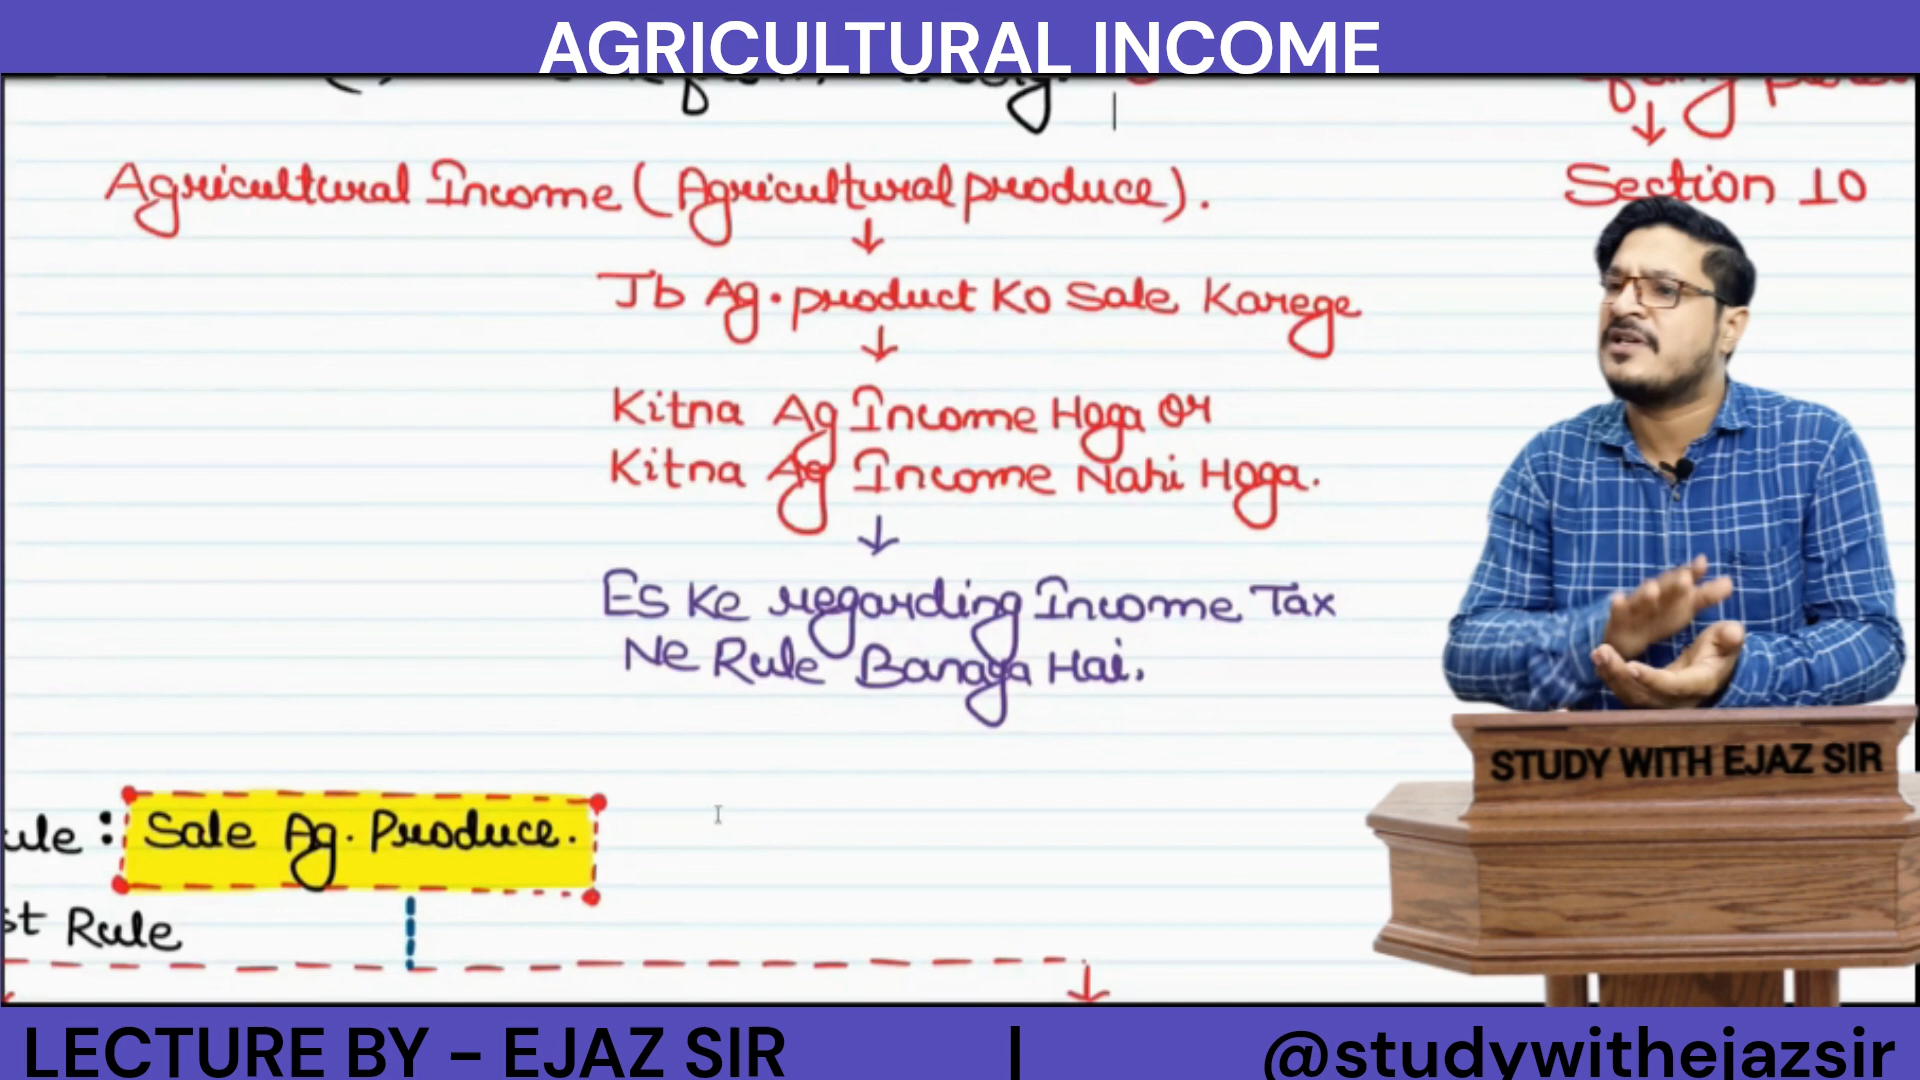 AGRICULTURAL INCOME
Agricultural Income (Agricultural produce).
Section 10
Jb Ag. product Ko Sale Karege
Kitna Ag Income Hoga Or
Kitna Ag Income Nahi Hoga.
Es Ke regarding Income Tax
Ne Rule Banaya Hai.
STUDY WITH EJAZ SIR
: Sale Ag. Produce.
Rule
LECTURE BY - EJAZ SIR | @studywithejazsir